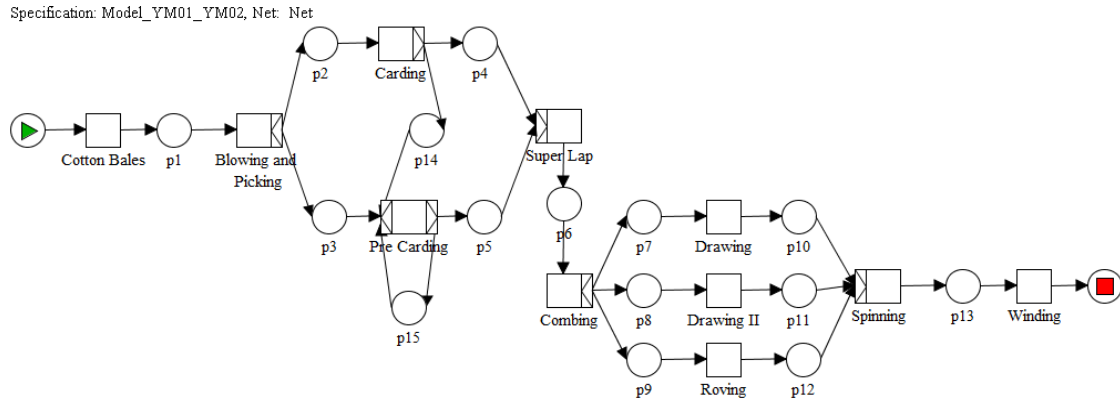 Specification: Model_YM01_YM02, Net: Net
p2
Carding
p4
Cotton Bales
p1
Blowing and
Picking
p14
Super Lap
p3
Pre Carding
p5
p6
p7
Drawing
p10
p15
Combing
p8
Drawing II
p11
Spinning
p13
Winding
p9
Roving
p12